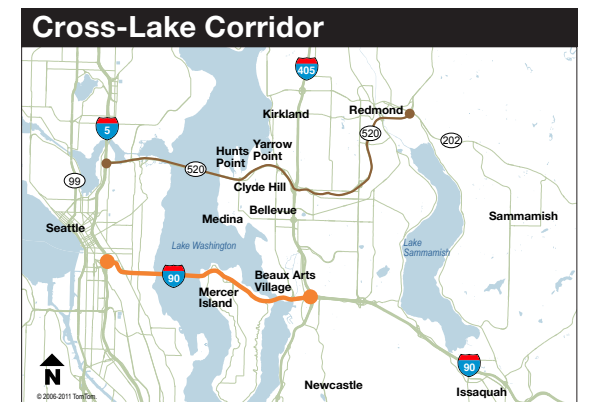 Cross-Lake Corridor
405
Kirkland
Redmond
5
520
202
Hunts
Point
Yarrow
Point
520
99
Clyde Hill
Bellevue
Medina
Sammamish
Seattle
Lake Washington
Lake
Sammamish
90
Beaux Arts
Village
Mercer
Island
N
90
Newcastle
Issaquah
© 2006-2011 TomTom.